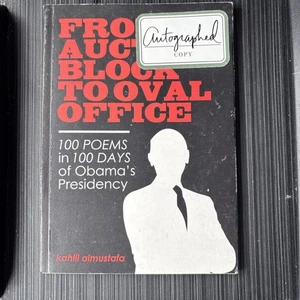 FRO
AUC
BLOCK
TO OVAL
OFFICE
Autographed
COPY
100 POEMS
in 100 DAYS
of Obama's
Presidency
kahlil almustafa